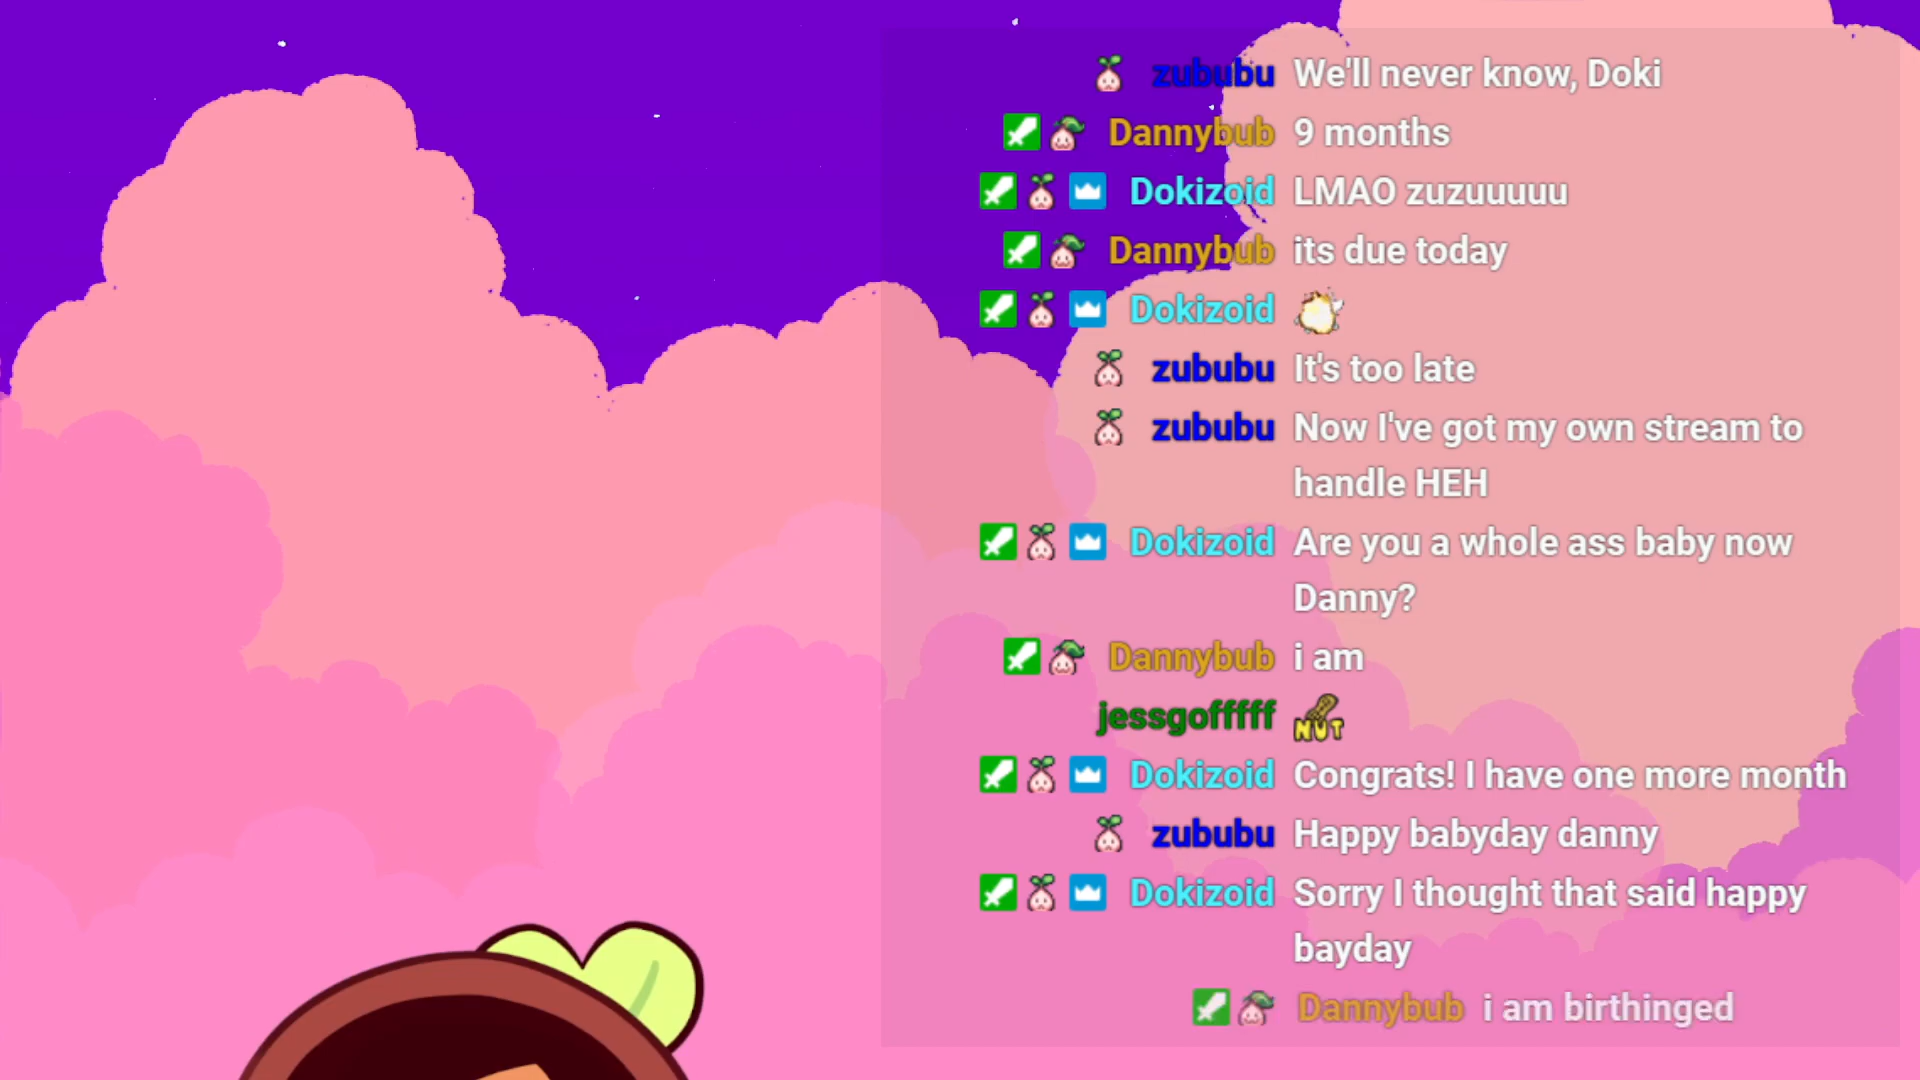 zububu We'll never know, Doki
Dannybub 9 months
Dokizoid LMAO zuzuuuuu
Dannybub its due today
Dokizoid
zububu It's too late
zububu Now I've got my own stream to
handle HEH
Dokizoid Are you a whole ass baby now
Danny?
Dannybub i am
jessgofffff NUT
Dokizoid Congrats! I have one more month
zububu Happy babyday danny
Dokizoid Sorry I thought that said happy
bayday
Dannybub i am birthinged